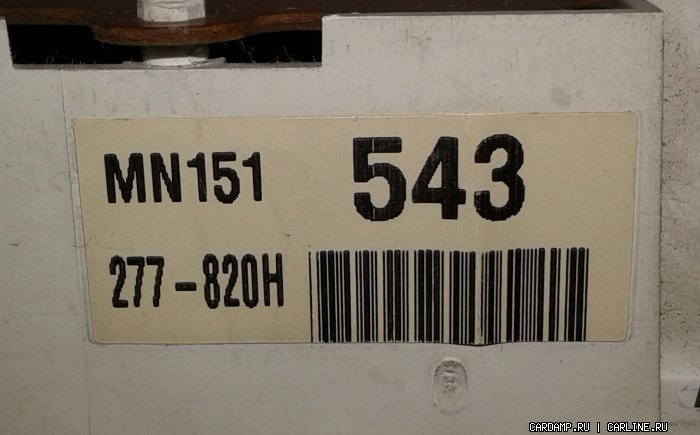 MN151 543
277-820H
CARDAMP.RU | CARLINE.RU